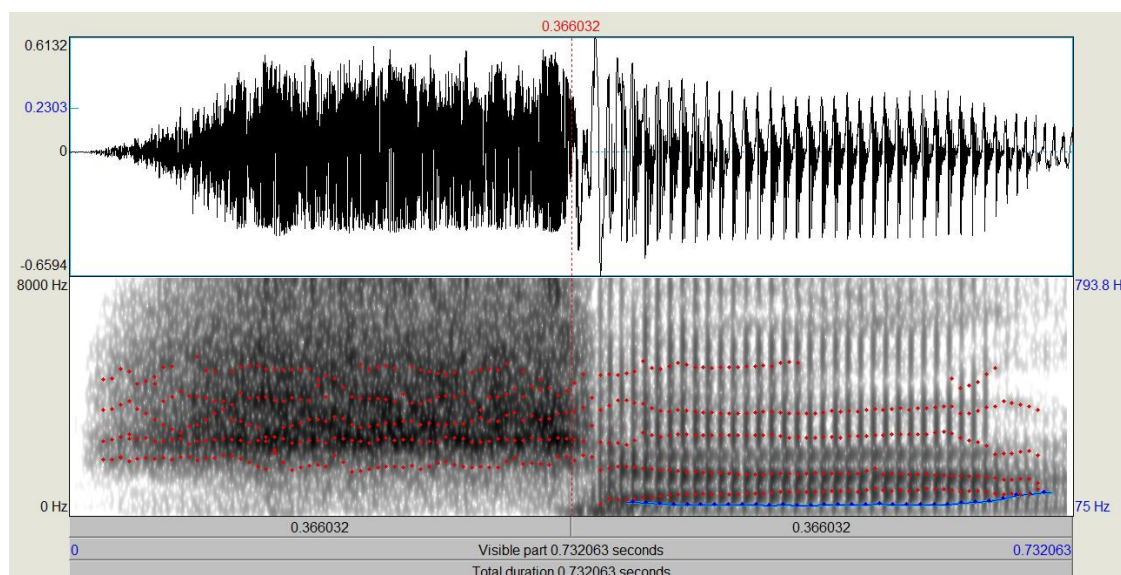 0.366032
0.6132
0.2303
0
-0.6594
8000 Hz 793.8 H
0 Hz 75 Hz
0.366032 0.366032
0 Visible part 0.732063 seconds 0.732063
Total duration 0.732063 seconds